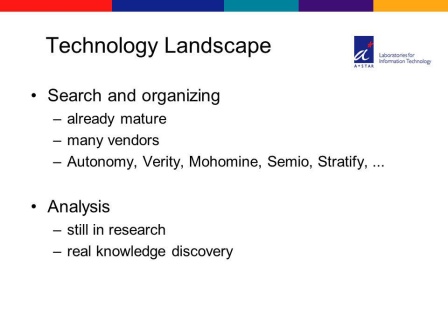 Technology Landscape
A*STAR
Laboratories for
Information Technology
• Search and organizing
– already mature
– many vendors
– Autonomy, Verity, Mohomine, Semio, Stratify, ...
• Analysis
– still in research
– real knowledge discovery